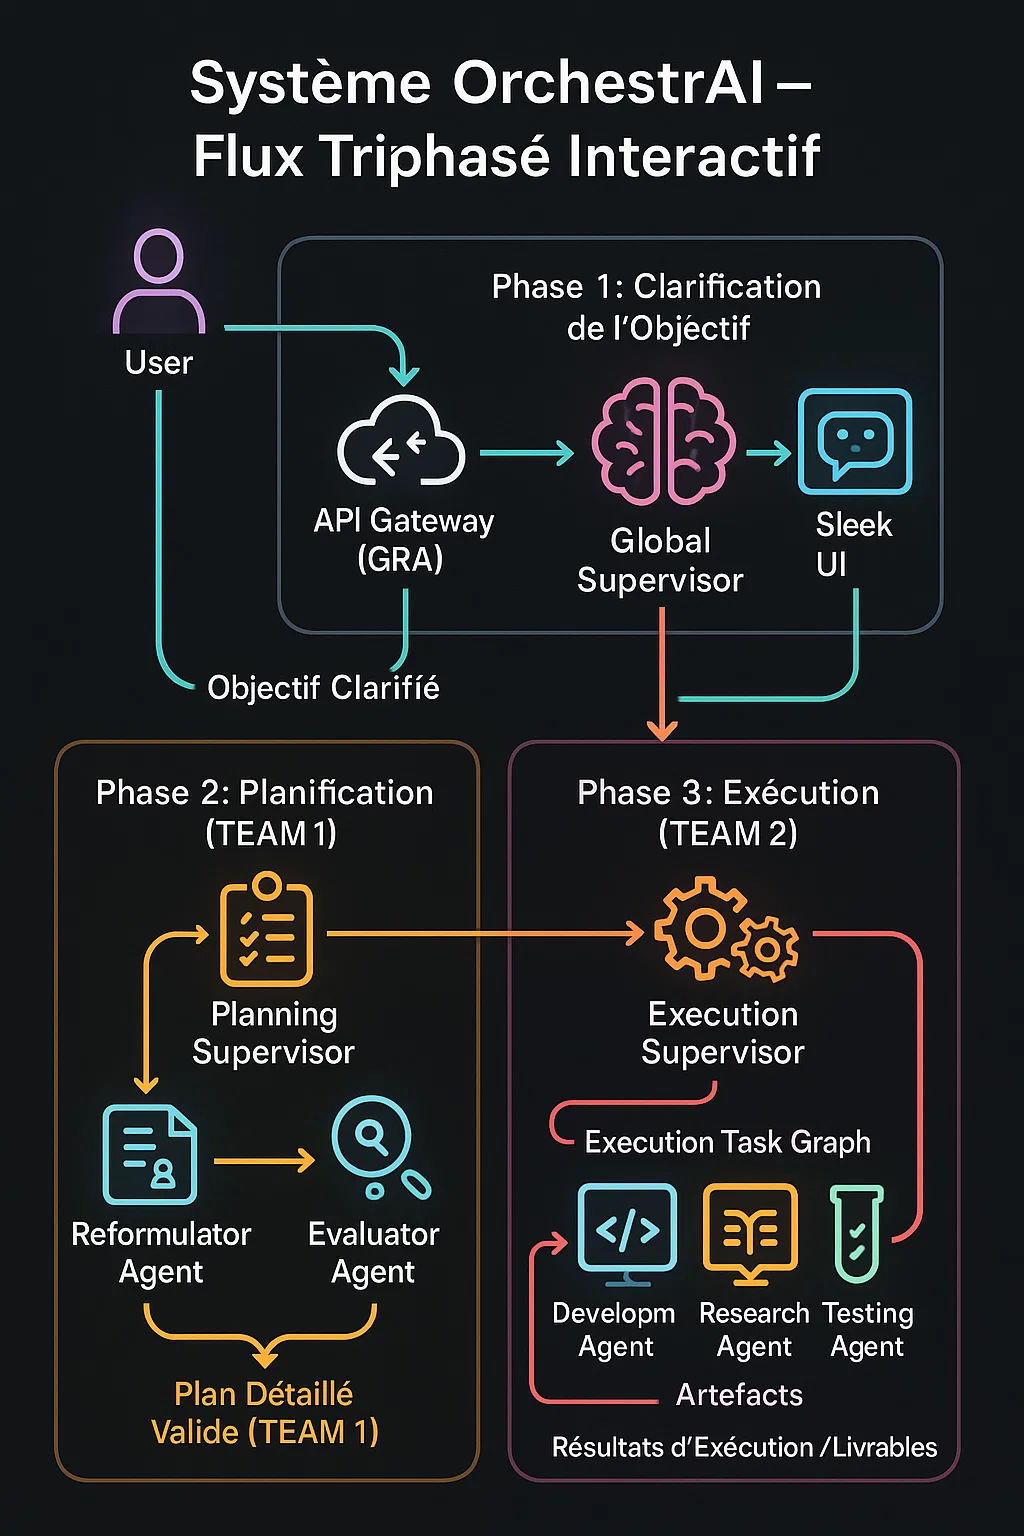 Système OrchestrAI –
Flux Triphasé Interactif
User
Phase 1: Clarification
de l'Objéctif
API Gateway
(GRA)
Global
Supervisor
Sleek
UI
Objectif Clarifíé
Phase 2: Planification
(TEAM 1)
Planning
Supervisor
Reformulator
Agent
Evaluator
Agent
Plan Détaillé
Valide (TEAM 1)
Phase 3: Exécution
(TEAM 2)
Execution
Supervisor
Execution Task Graph
Developm
Agent
Research
Agent
Testing
Agent
Artefacts
Résultats d'Exécution /Livrables